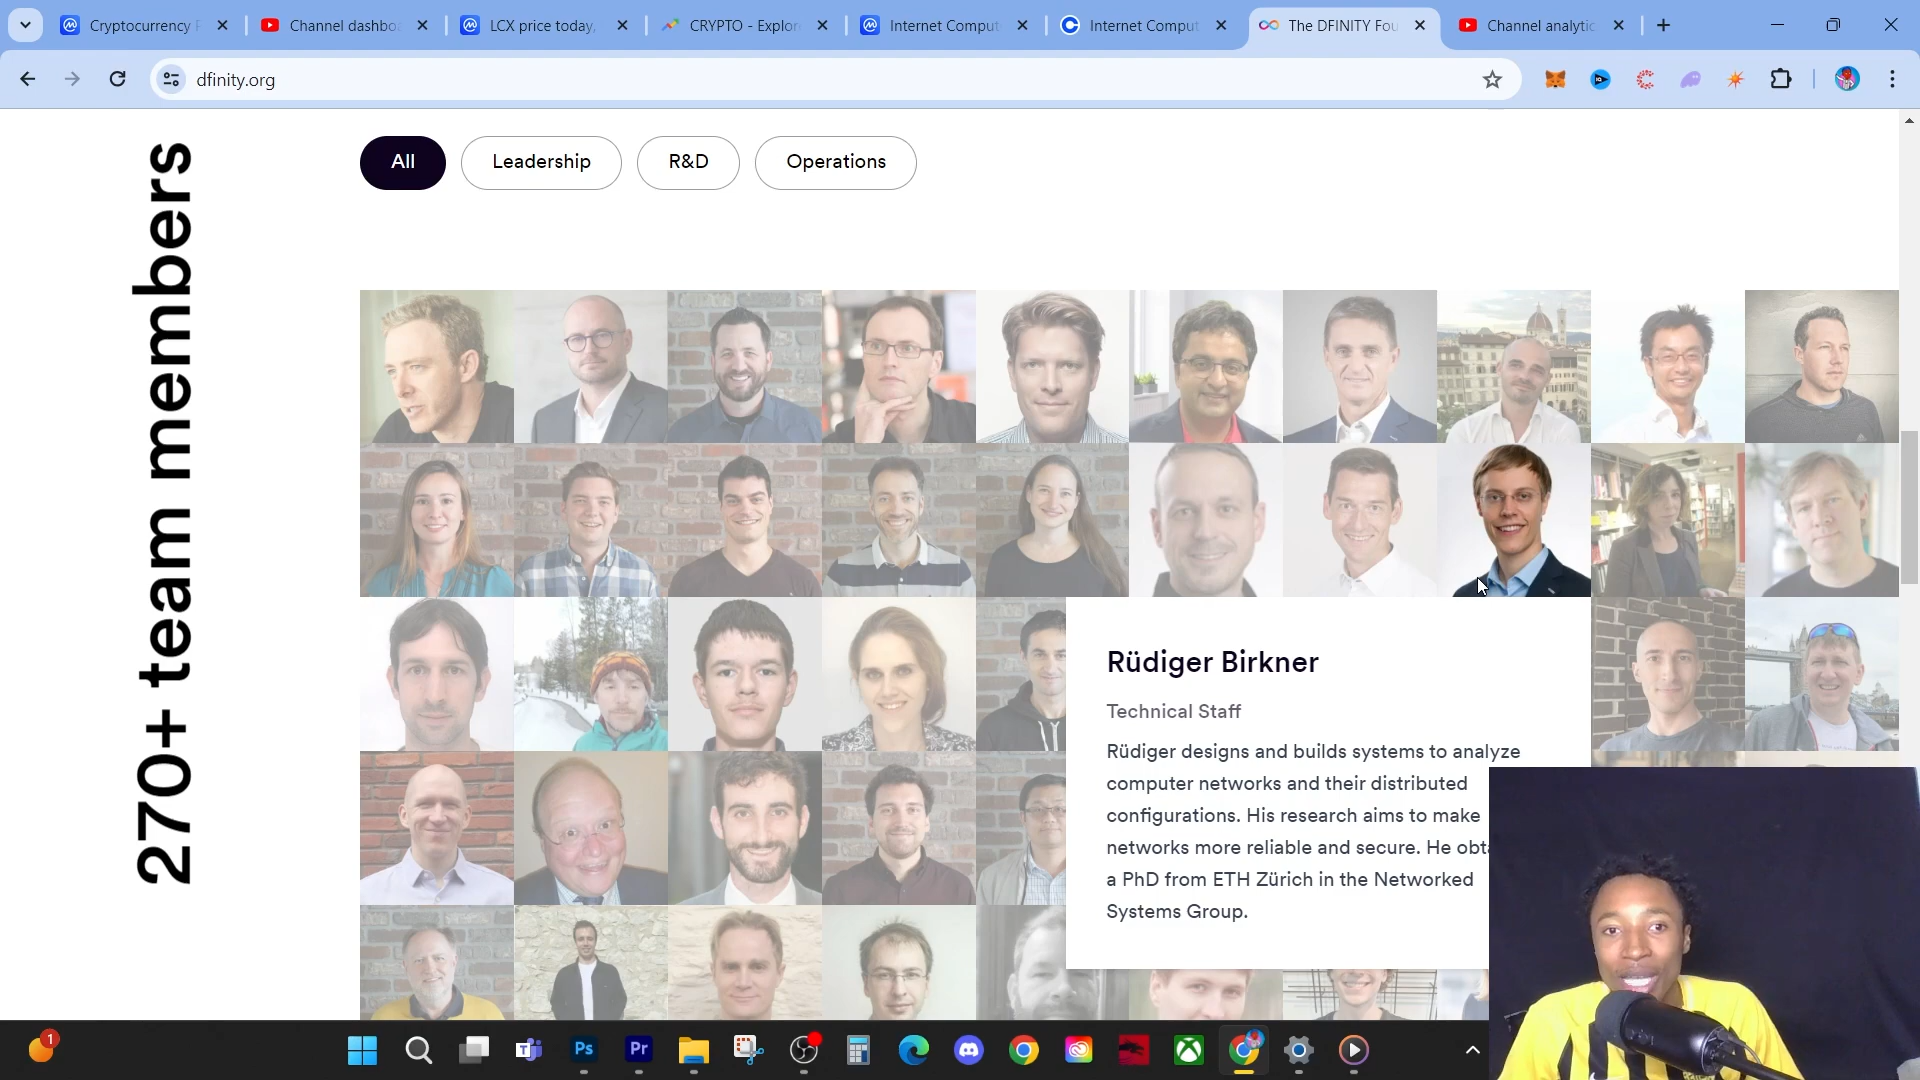 Cryptocurrency
Channel dashbo
LCX price today,
CRYPTO - Explor
Internet Comput
Internet Comput
The DFINITY Fou
Channel analytic
dfinity.org
All
Leadership
R&D
Operations
270+ team members
Rüdiger Birkner
Technical Staff
Rüdiger designs and builds systems to analyze
computer networks and their distributed
configurations. His research aims to make
networks more reliable and secure. He obt
a PhD from ETH Zürich in the Networked
Systems Group.
1
Ps
Pr